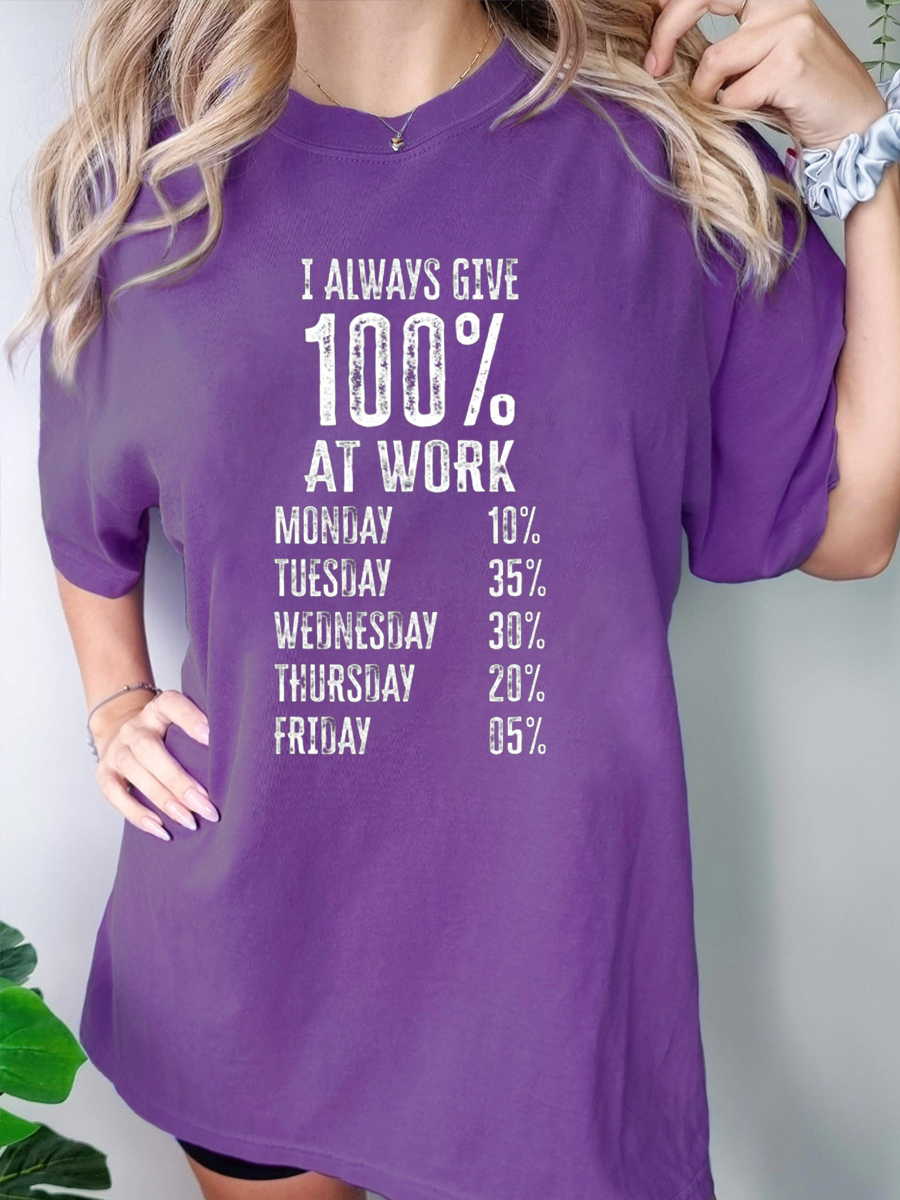 I ALWAYS GIVE
100%
AT WORK
MONDAY 10%
TUESDAY 35%
WEDNESDAY 30%
THURSDAY 20%
FRIDAY 05%